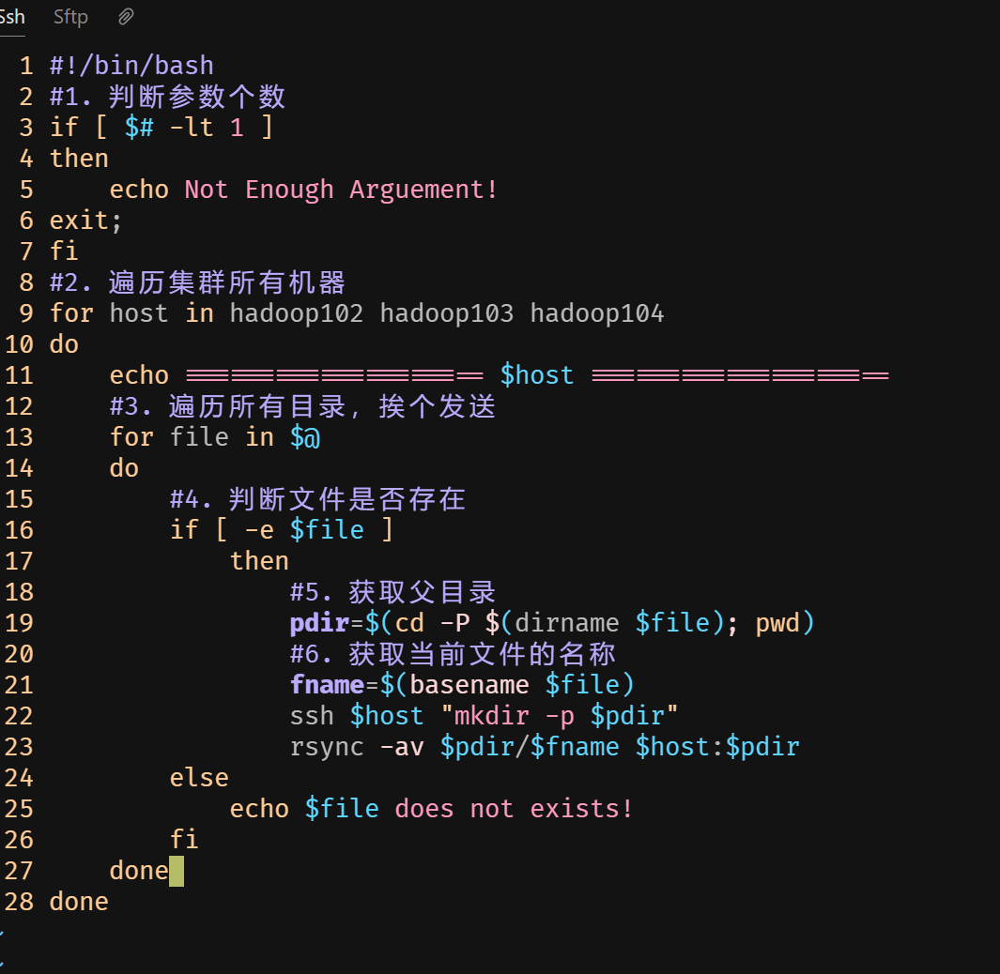 Ssh Sftp
1 #!/bin/bash
2 #1. 判断参数个数
3 if [ $# -lt 1 ]
4 then
5     echo Not Enough Arguement!
6 exit;
7 fi
8 #2. 遍历集群所有机器
9 for host in hadoop102 hadoop103 hadoop104
10 do
11     echo ==================== $host ====================
12     #3. 遍历所有目录，挨个发送
13     for file in $@
14     do
15         #4. 判断文件是否存在
16         if [ -e $file ]
17             then
18                 #5. 获取父目录
19                 pdir=$(cd -P $(dirname $file); pwd)
20                 #6. 获取当前文件的名称
21                 fname=$(basename $file)
22                 ssh $host "mkdir -p $pdir"
23                 rsync -av $pdir/$fname $host:$pdir
24         else
25             echo $file does not exists!
26         fi
27     done
28 done